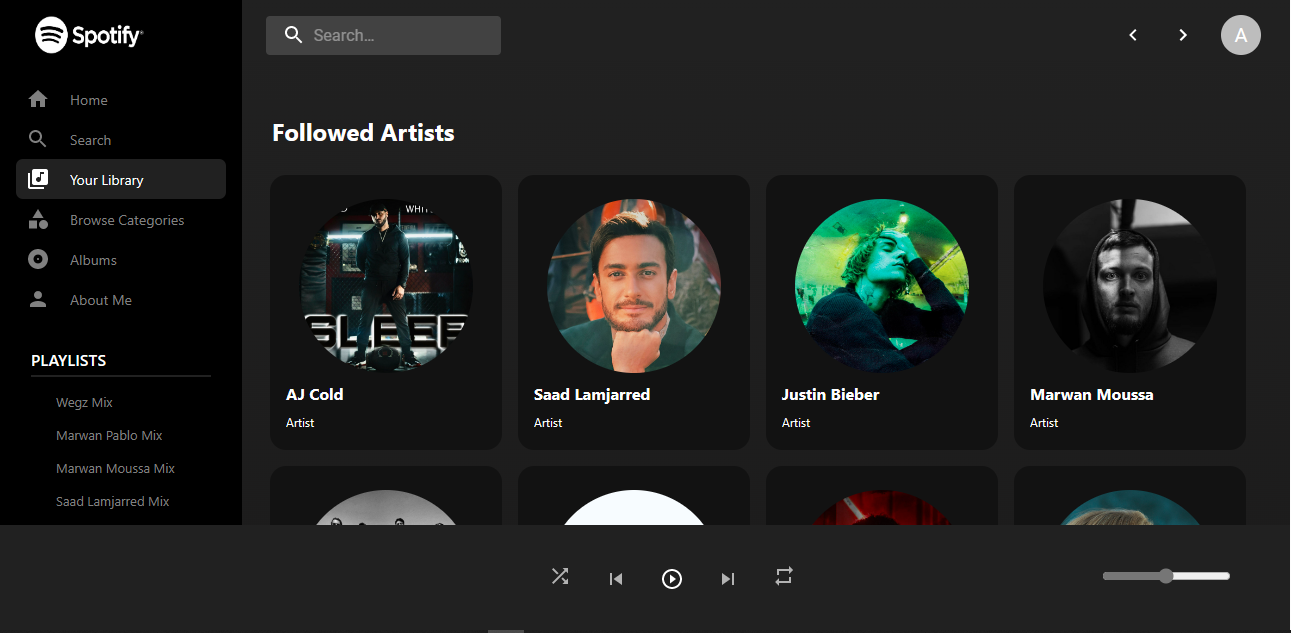 Spotify®
Search...
A
Home
Search
Your Library
Browse Categories
Albums
About Me
PLAYLISTS
Wegz Mix
Marwan Pablo Mix
Marwan Moussa Mix
Saad Lamjarred Mix
Followed Artists
SLEEP
AJ Cold
Artist
Saad Lamjarred
Artist
Justin Bieber
Artist
Marwan Moussa
Artist